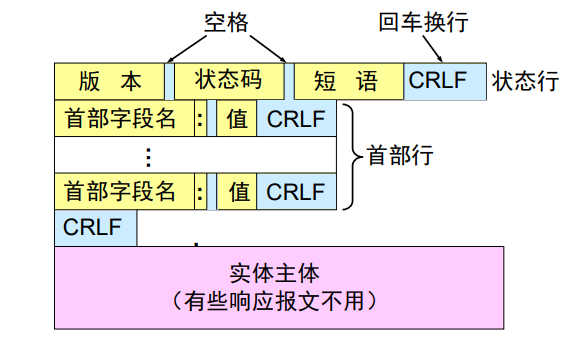 空格 回车换行
版 本 状态码 短 语 CRLF 状态行
首部字段名 : 值 CRLF
⋮ 首部行
首部字段名 : 值 CRLF
CRLF
实体主体
（有些响应报文不用）